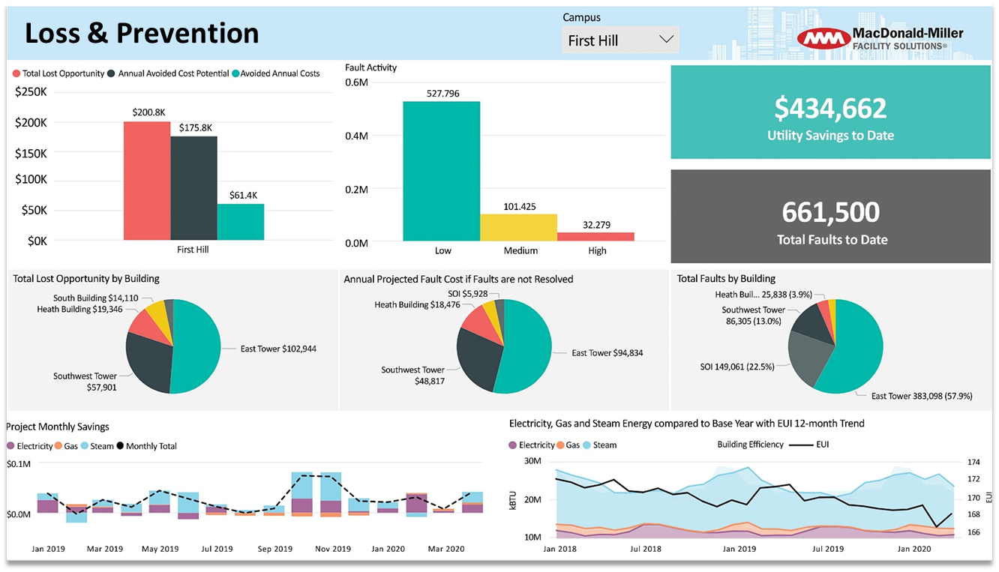 Loss & Prevention
Campus
First Hill
MacDonald-Miller
FACILITY SOLUTIONS®
Total Lost Opportunity Annual Avoided Cost Potential Avoided Annual Costs
$250K
$200K
$150K
$100K
$50K
$0K
$200.8K
$175.8K
$61.4K
First Hill
Fault Activity
0.6M
0.4M
0.2M
0.0M
527.796
101.425
32.279
Low
Medium
High
$434,662
Utility Savings to Date
661,500
Total Faults to Date
Total Lost Opportunity by Building
South Building $14,110
Heath Building $19,346
East Tower $102,944
Southwest Tower
$57,901
Annual Projected Fault Cost if Faults are not Resolved
SOI $5,928
Heath Building $18,476
East Tower $94,834
Southwest Tower
$48,817
Total Faults by Building
Heath Buil... 25,838 (3.9%)
Southwest Tower
86,305 (13.0%)
SOI 149,061 (22.5%)
East Tower 383,098 (57.9%)
Project Monthly Savings
Electricity Gas Steam Monthly Total
$0.1M
$0.0M
Jan 2019
Mar 2019
May 2019
Jul 2019
Sep 2019
Nov 2019
Jan 2020
Mar 2020
Electricity, Gas and Steam Energy compared to Base Year with EUI 12-month Trend
Electricity Gas Steam
Building Efficiency EUI
30M
20M
10M
kBTU
174
172
170
168
166
EUI
Jan 2018
Jul 2018
Jan 2019
Jul 2019
Jan 2020